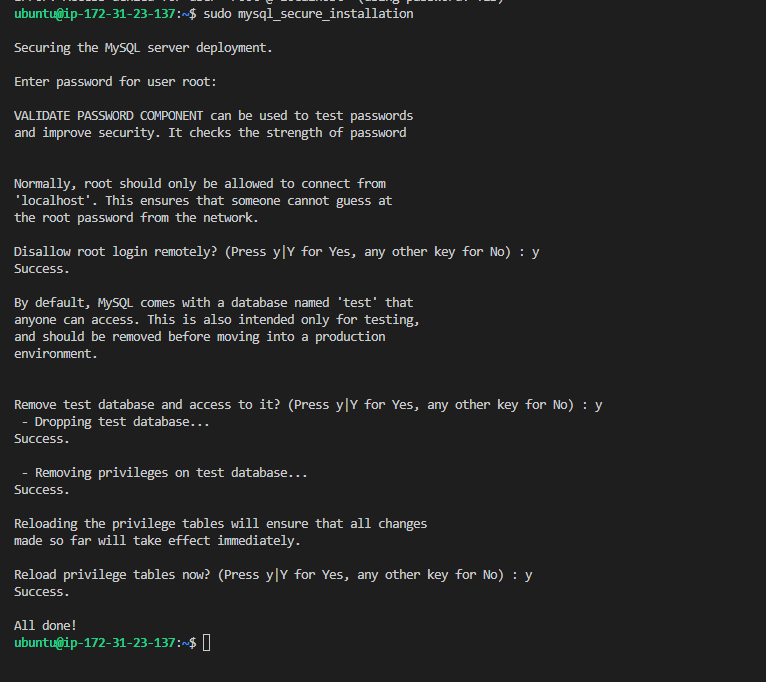 ubuntu@ip-172-31-23-137:~$ sudo mysql_secure_installation
Securing the MySQL server deployment.
Enter password for user root:
VALIDATE PASSWORD COMPONENT can be used to test passwords
and improve security. It checks the strength of password
Normally, root should only be allowed to connect from
'localhost'. This ensures that someone cannot guess at
the root password from the network.
Disallow root login remotely? (Press y|Y for Yes, any other key for No) : y
Success.
By default, MySQL comes with a database named 'test' that
anyone can access. This is also intended only for testing,
and should be removed before moving into a production
environment.
Remove test database and access to it? (Press y|Y for Yes, any other key for No) : y
 - Dropping test database...
Success.
 - Removing privileges on test database...
Success.
Reloading the privilege tables will ensure that all changes
made so far will take effect immediately.
Reload privilege tables now? (Press y|Y for Yes, any other key for No) : y
Success.
All done!
ubuntu@ip-172-31-23-137:~$